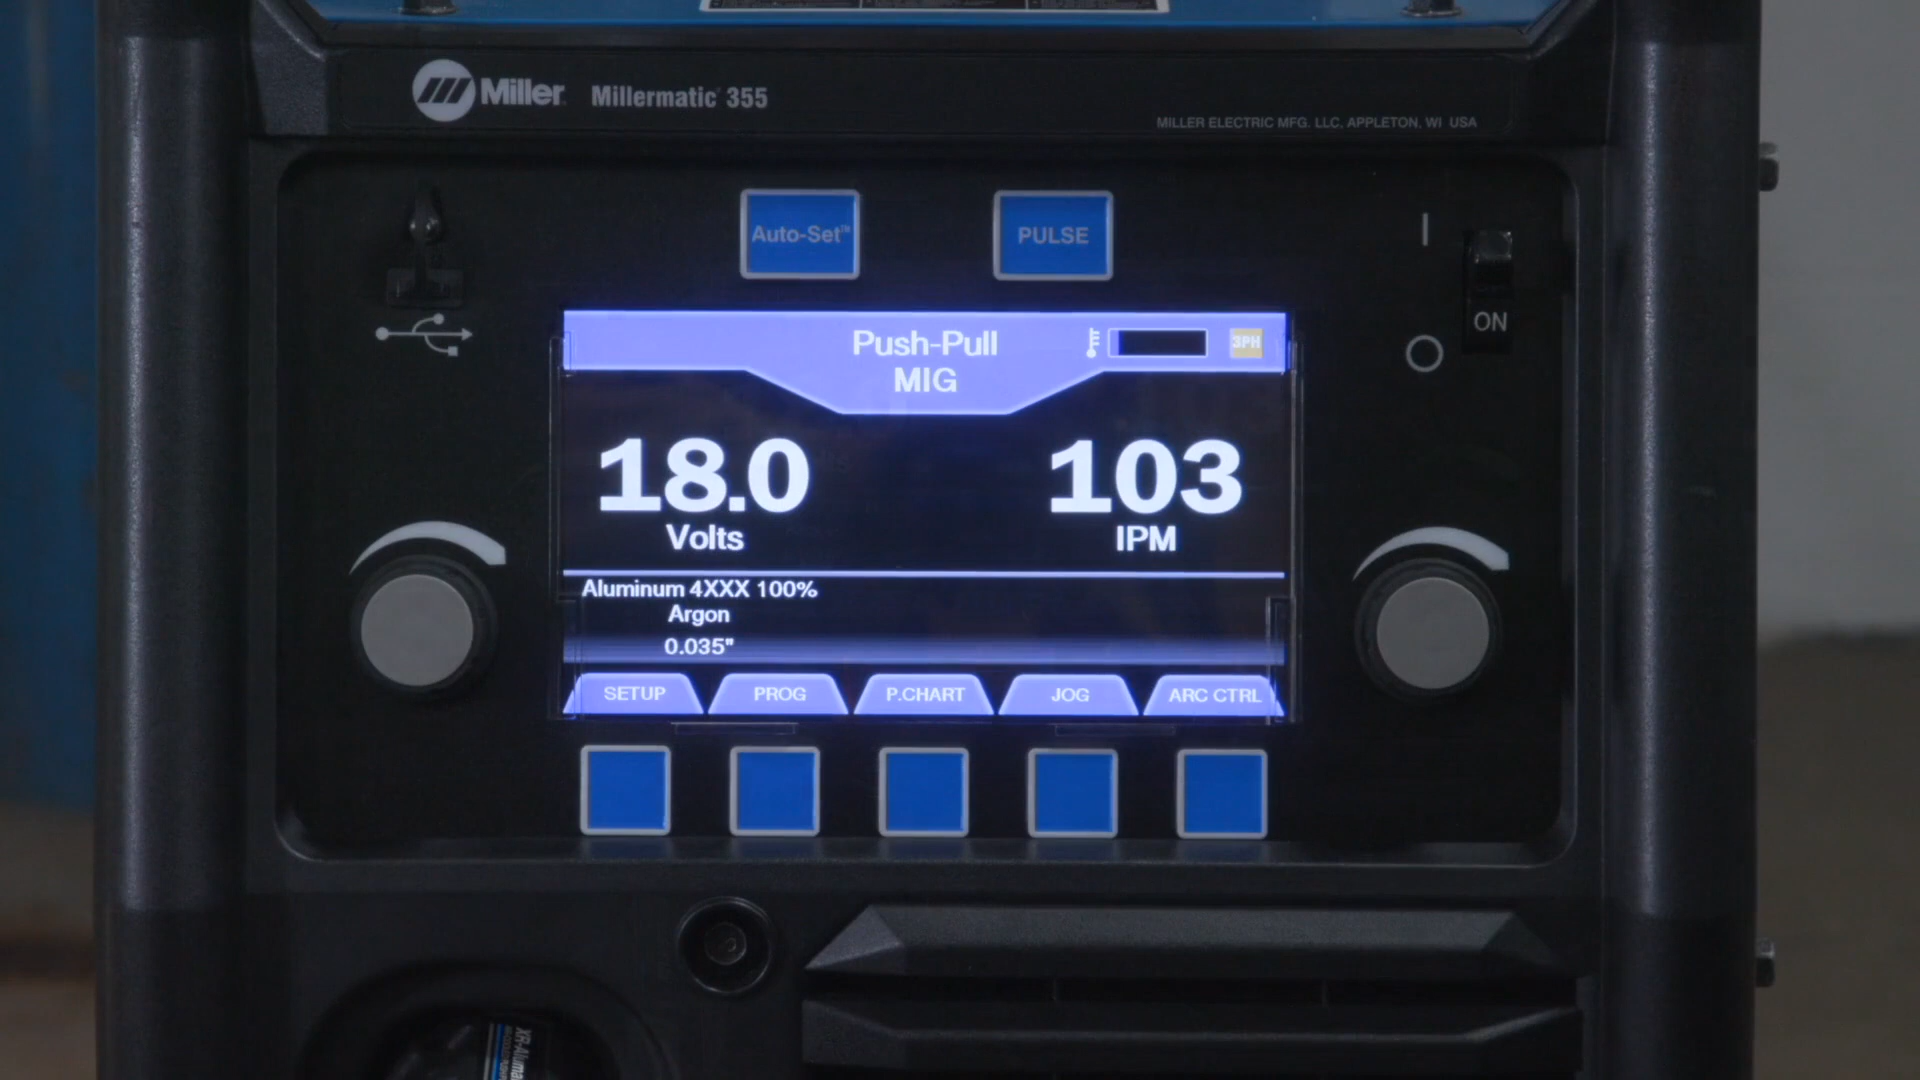 Miller Millermatic 355
MILLER ELECTRIC MFG. LLC, APPLETON, WI USA
Auto-Set™ PULSE
ON
Push-Pull
MIG
3PH
18.0 103
Volts IPM
Aluminum 4XXX 100%
Argon
0.035"
SETUP PROG P.CHART JOG ARC CTRL